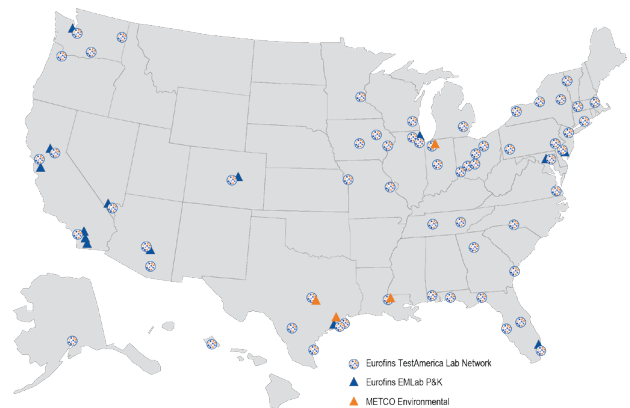 Eurofins TestAmerica Lab Network
Eurofins EMLab P&K
METCO Environmental